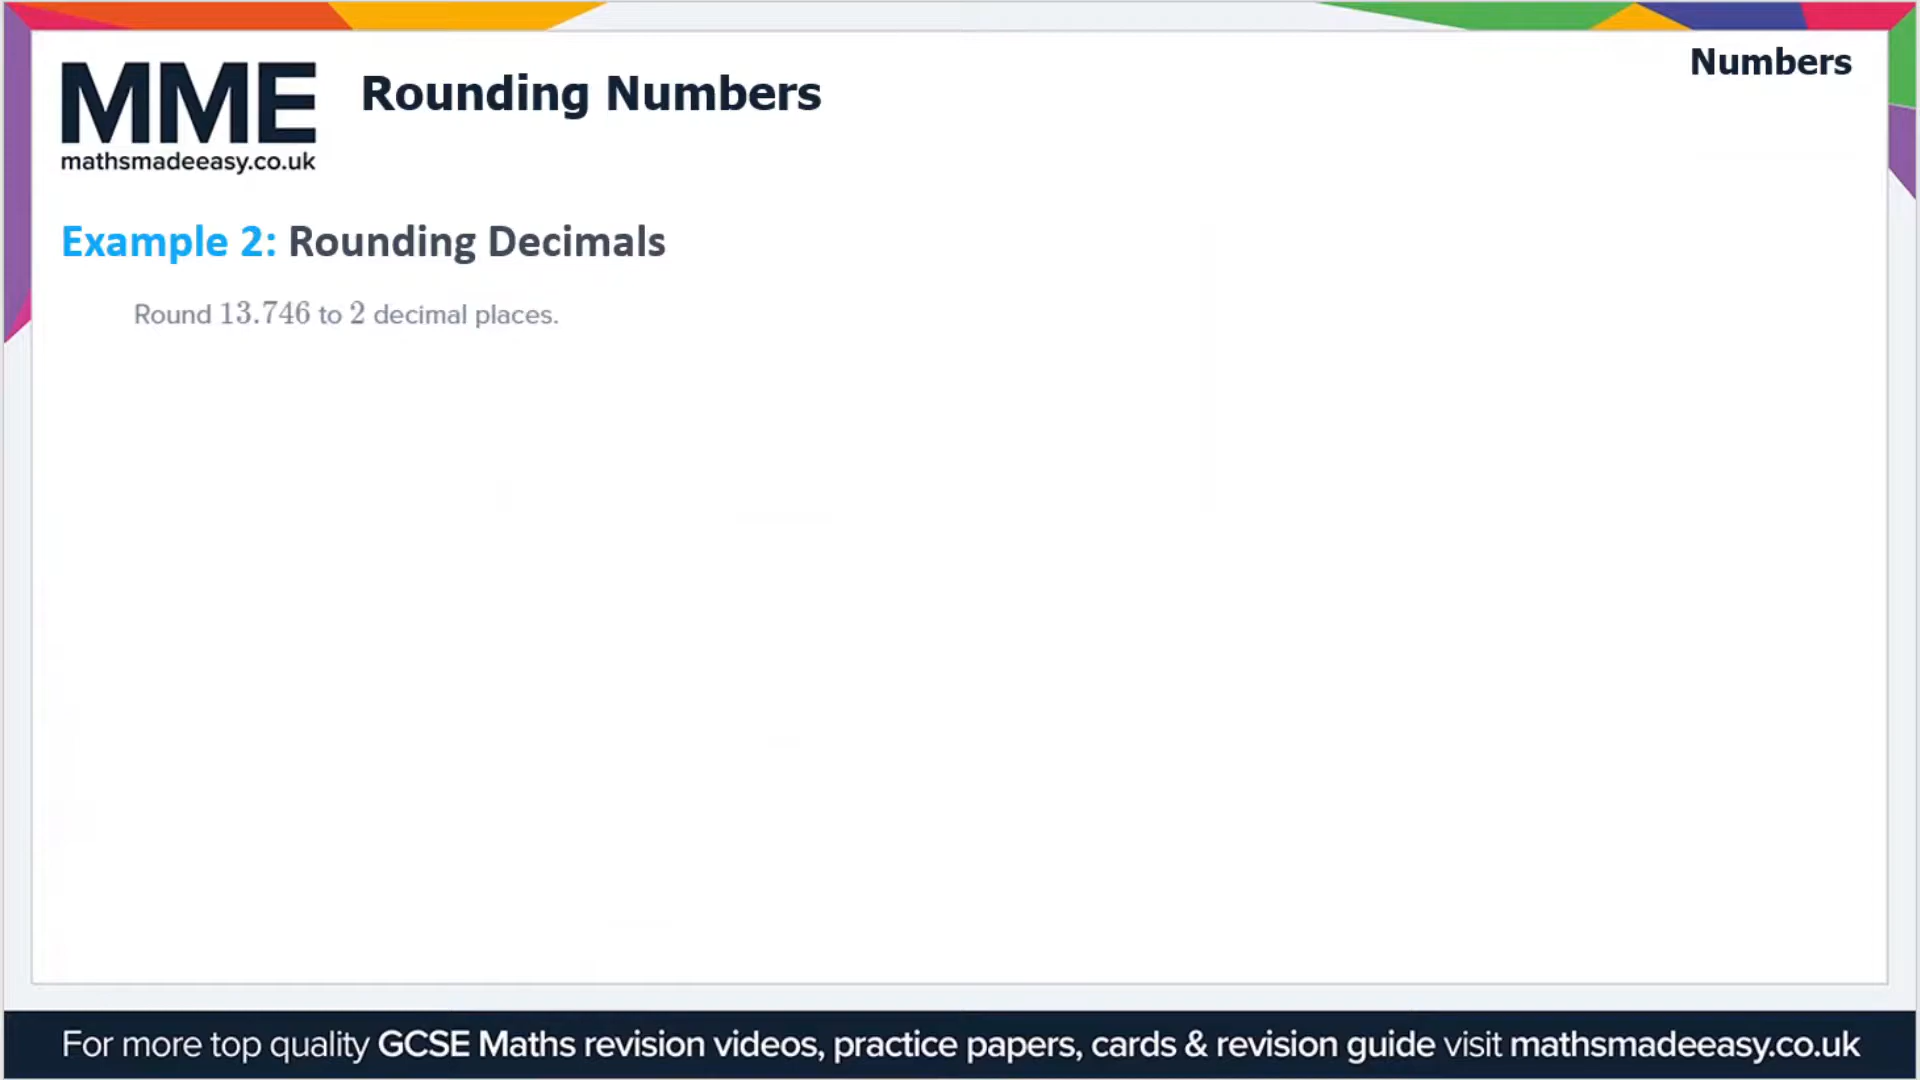 Numbers
MME
Rounding Numbers
mathsmadeeasy.co.uk
Example 2: Rounding Decimals
Round 13.746 to 2 decimal places.
For more top quality GCSE Maths revision videos, practice papers, cards & revision guide visit mathsmadeeasy.co.uk